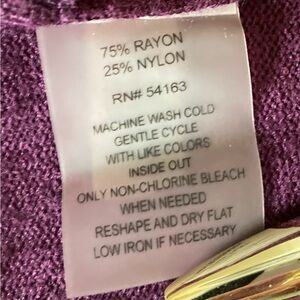 75% RAYON
25% NYLON
RN# 54163
MACHINE WASH COLD
GENTLE CYCLE
WITH LIKE COLORS
INSIDE OUT
ONLY NON-CHLORINE BLEACH
WHEN NEEDED
RESHAPE AND DRY FLAT
LOW IRON IF NECESSARY